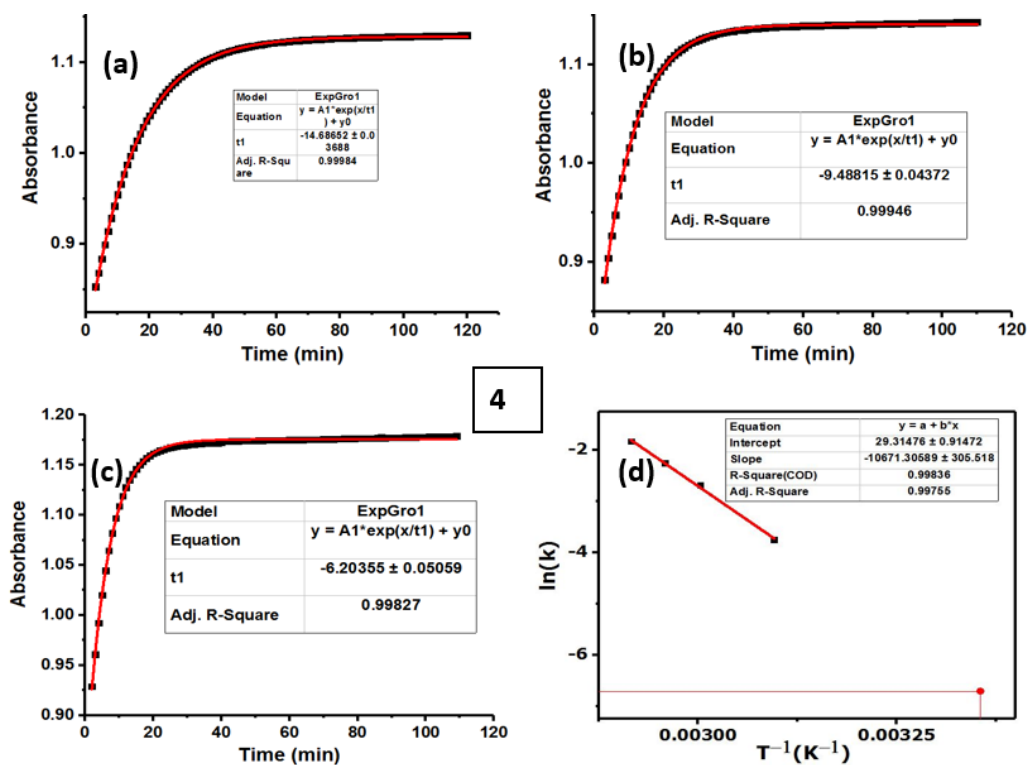 (a)
Model ExpGro1
Equation y = A1*exp(x/t1
) + y0
t1 -14.68652 ± 0.0
3688
Adj. R-Squ 0.99984
are
Absorbance
1.1
1.0
0.9
0 20 40 60 80 100 120
Time (min)
(b)
Model ExpGro1
Equation y = A1*exp(x/t1) + y0
t1 -9.48815 ± 0.04372
Adj. R-Square 0.99946
Absorbance
1.1
1.0
0.9
0 20 40 60 80 100 120
Time (min)
4
(c)
Model ExpGro1
Equation y = A1*exp(x/t1) + y0
t1 -6.20355 ± 0.05059
Adj. R-Square 0.99827
Absorbance
1.20
1.15
1.10
1.05
1.00
0.95
0.90
0 20 40 60 80 100 120
Time (min)
(d)
Equation y = a + b*x
Intercept 29.31476 ± 0.91472
Slope -10671.30589 ± 305.518
R-Square(COD) 0.99836
Adj. R-Square 0.99755
ln(k)
-2
-4
-6
0.00300 0.00325
T⁻¹(K⁻¹)